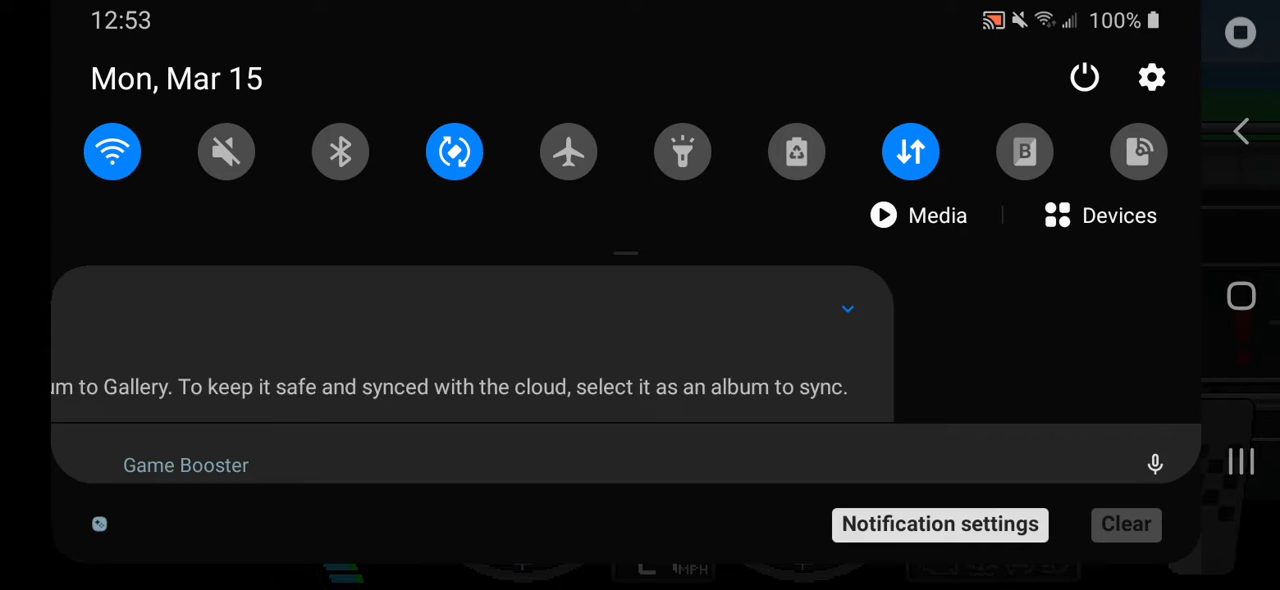 12:53
100%
Mon, Mar 15
B
Media
Devices
um to Gallery. To keep it safe and synced with the cloud, select it as an album to sync.
Game Booster
Notification settings
Clear
MPH